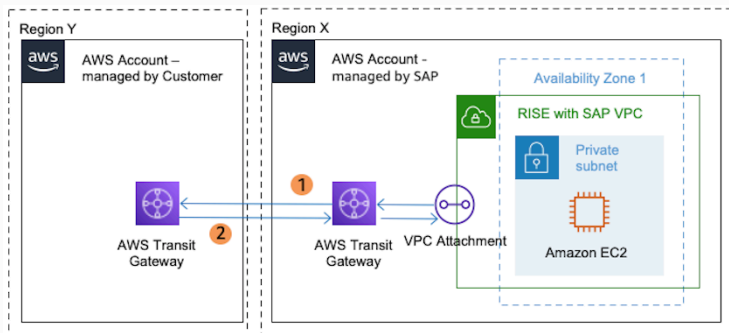 Region Y
Region X
aws
AWS Account –
managed by Customer
aws
AWS Account -
managed by SAP
Availability Zone 1
RISE with SAP VPC
Private
subnet
1
2
AWS Transit
Gateway
AWS Transit
Gateway
VPC Attachment
Amazon EC2